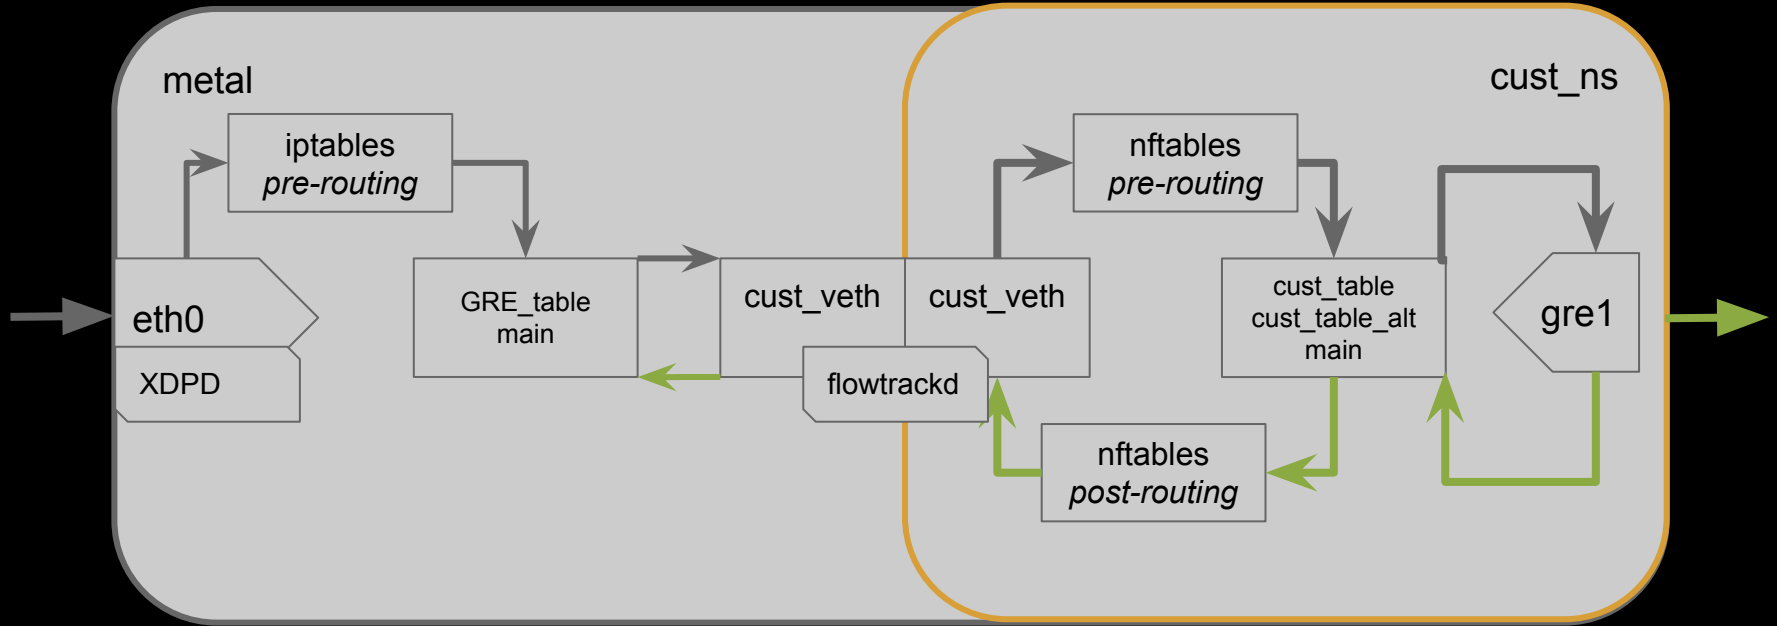 metal
cust_ns
iptables
pre-routing
nftables
pre-routing
eth0
XDPD
GRE_table
main
cust_veth
cust_veth
flowtrackd
cust_table
cust_table_alt
main
gre1
nftables
post-routing